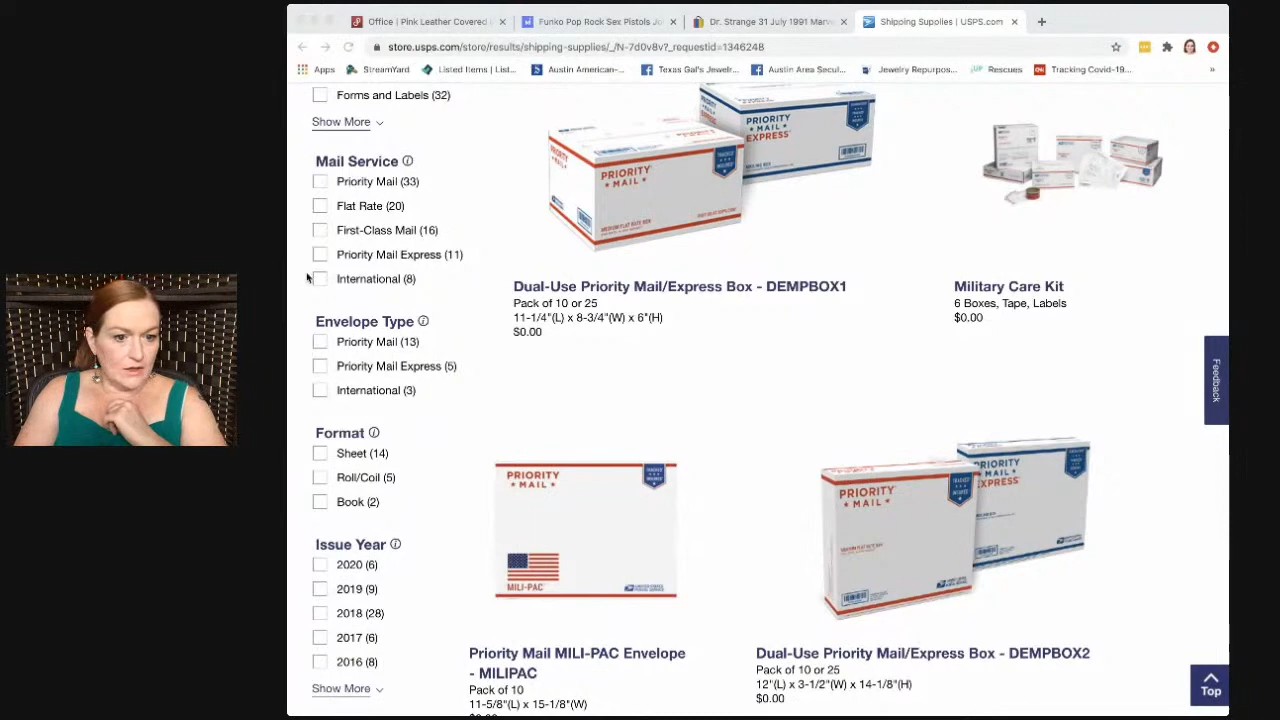 Office | Pink Leather Covered
Funko Pop Rock Sex Pistols Jo
Dr. Strange 31 July 1991 Marve
Shipping Supplies | USPS.com
store.usps.com/store/results/shipping-supplies/_/N-7d0v8v?_requestid=1346248
Apps
StreamYard
Listed Items | List...
Austin American-...
Texas Gal's Jewelr...
Austin Area Secul...
Jewelry Repurpos...
Rescues
Tracking Covid-19...
Forms and Labels (32)
Show More
Mail Service
Priority Mail (33)
Flat Rate (20)
First-Class Mail (16)
Priority Mail Express (11)
International (8)
Envelope Type
Priority Mail (13)
Priority Mail Express (5)
International (3)
Format
Sheet (14)
Roll/Coil (5)
Book (2)
Issue Year
2020 (6)
2019 (9)
2018 (28)
2017 (6)
2016 (8)
Show More
PRIORITY
MAIL
PRIORITY
MAIL
EXPRESS
Dual-Use Priority Mail/Express Box - DEMPBOX1
Pack of 10 or 25
11-1/4"(L) x 8-3/4"(W) x 6"(H)
$0.00
Military Care Kit
6 Boxes, Tape, Labels
$0.00
PRIORITY
MAIL
MILI-PAC
Priority Mail MILI-PAC Envelope
- MILIPAC
Pack of 10
11-5/8"(L) x 15-1/8"(W)
PRIORITY
MAIL
PRIORITY
MAIL
EXPRESS
Dual-Use Priority Mail/Express Box - DEMPBOX2
Pack of 10 or 25
12"(L) x 3-1/2"(W) x 14-1/8"(H)
$0.00
Feedback
Top